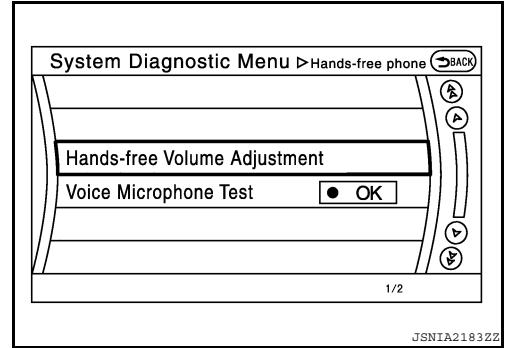 System Diagnostic Menu ▷Hands-free phone BACK
Hands-free Volume Adjustment
Voice Microphone Test ● OK
1/2
JSNIA2183ZZ